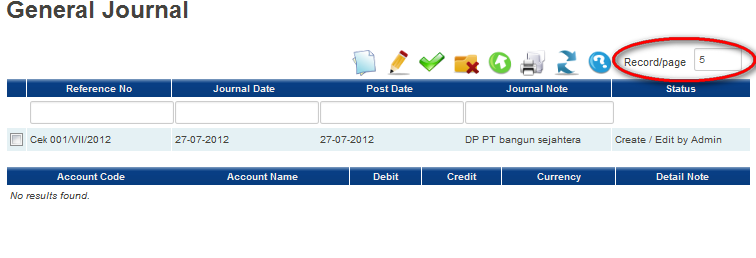 General Journal
Record/page 5
Reference No Journal Date Post Date Journal Note Status
Cek 001/VII/2012 27-07-2012 27-07-2012 DP PT bangun sejahtera Create / Edit by Admin
Account Code Account Name Debit Credit Currency Detail Note
No results found.